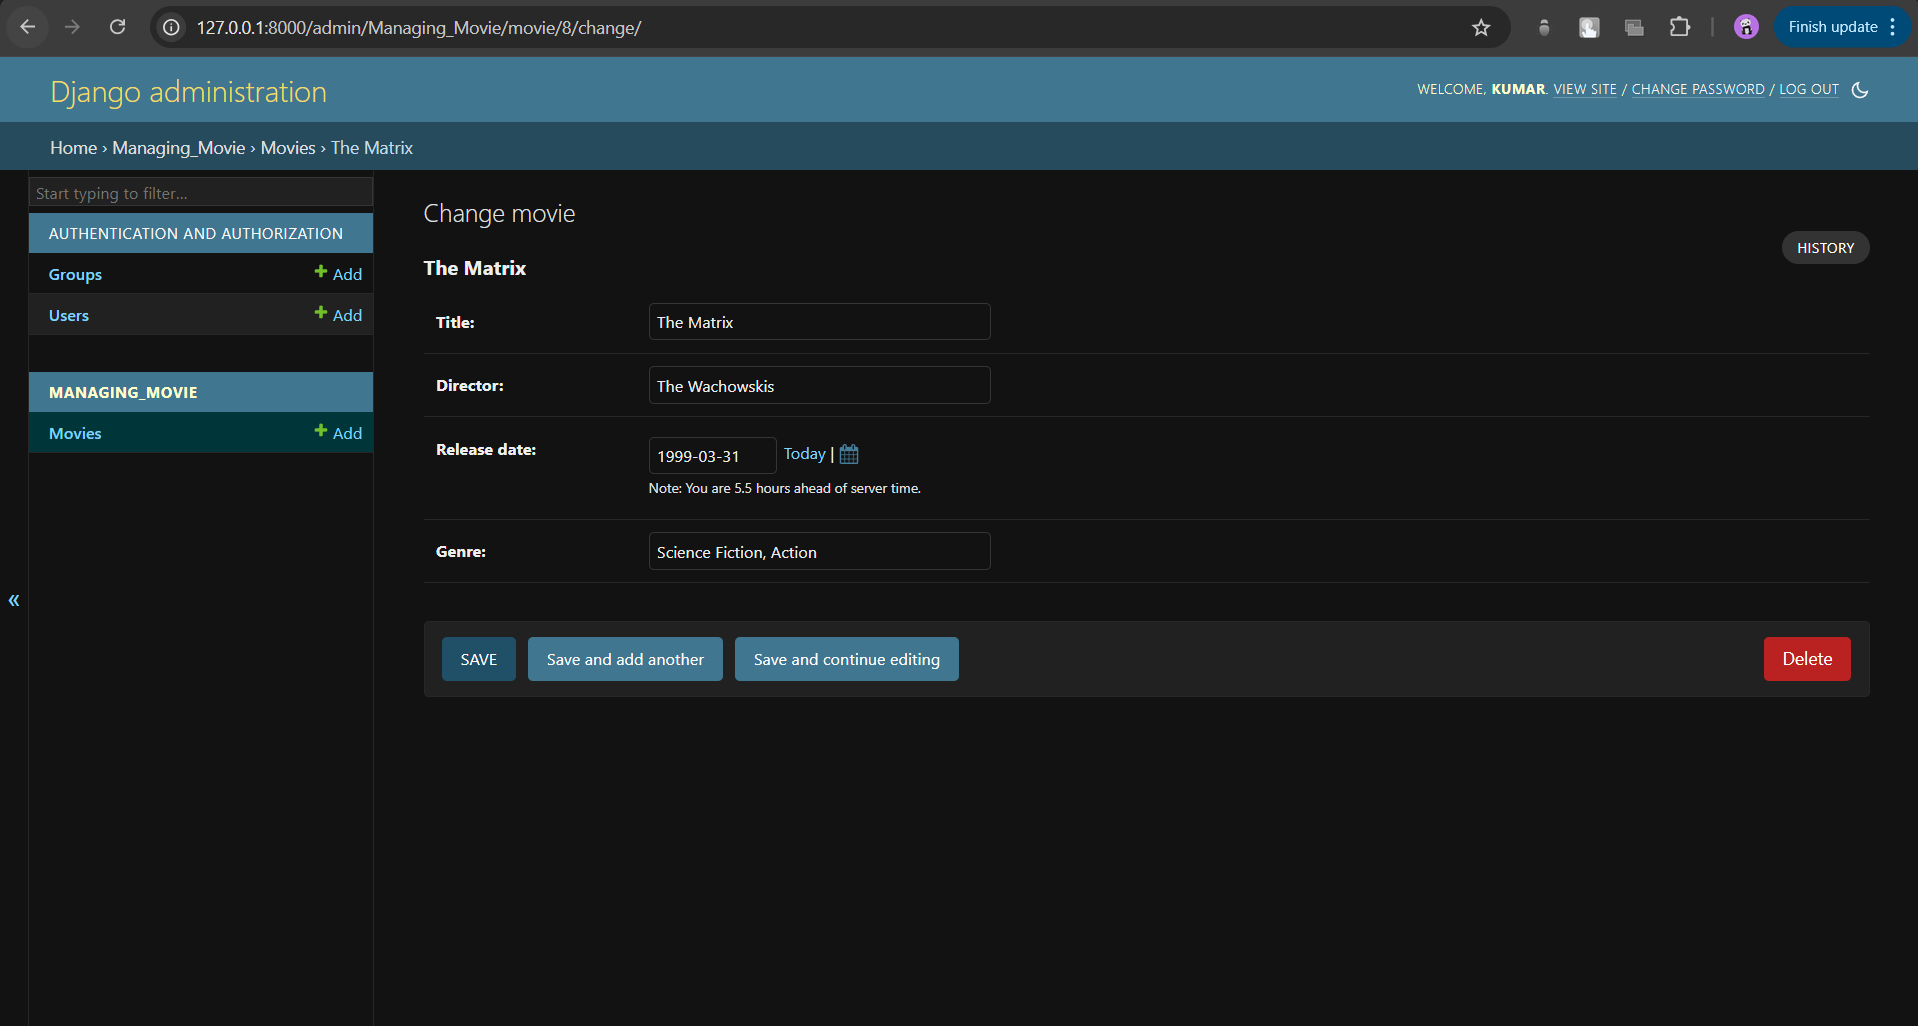 127.0.0.1:8000/admin/Managing_Movie/movie/8/change/
Finish update
Django administration
WELCOME, KUMAR. VIEW SITE / CHANGE PASSWORD / LOG OUT
Home › Managing_Movie › Movies › The Matrix
Start typing to filter...
AUTHENTICATION AND AUTHORIZATION
Groups
Add
Users
Add
MANAGING_MOVIE
Movies
Add
«
Change movie
HISTORY
The Matrix
Title: The Matrix
Director: The Wachowskis
Release date: 1999-03-31 Today |
Note: You are 5.5 hours ahead of server time.
Genre: Science Fiction, Action
SAVE Save and add another Save and continue editing Delete